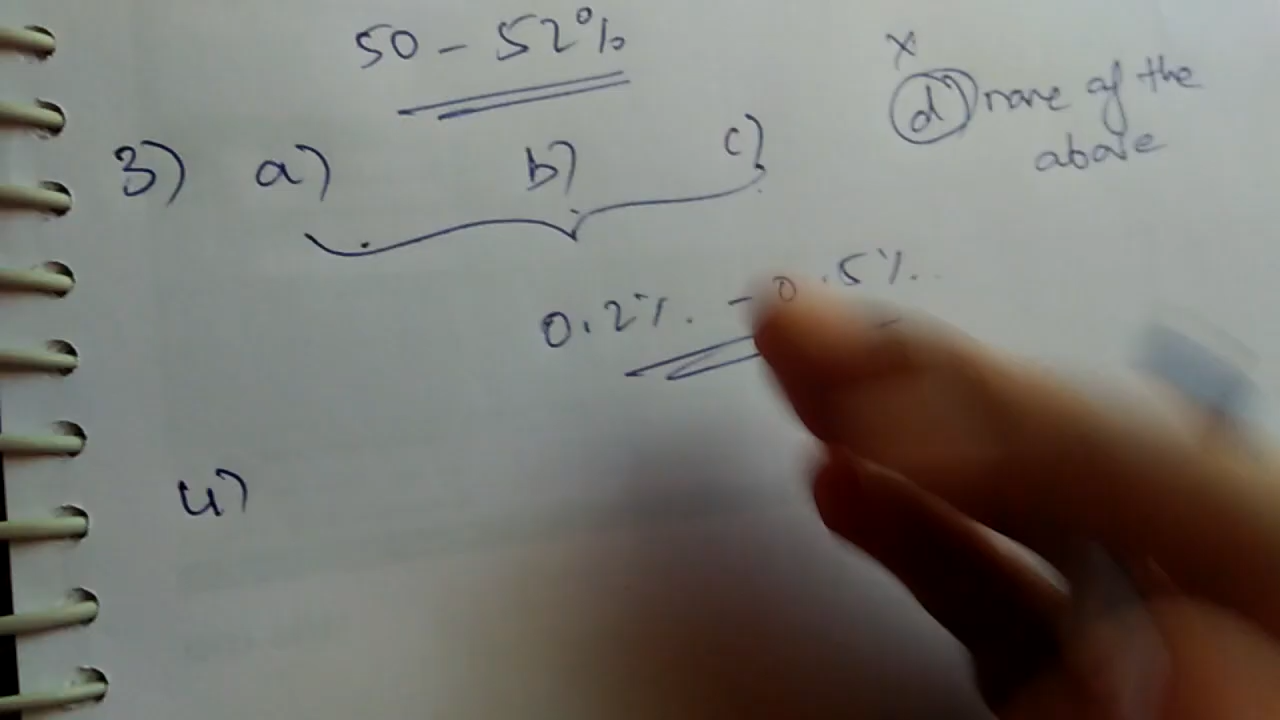 50 - 52%
x
d) none of the
above
3) a) b) c)
0.2%. - 0.5%.
4)